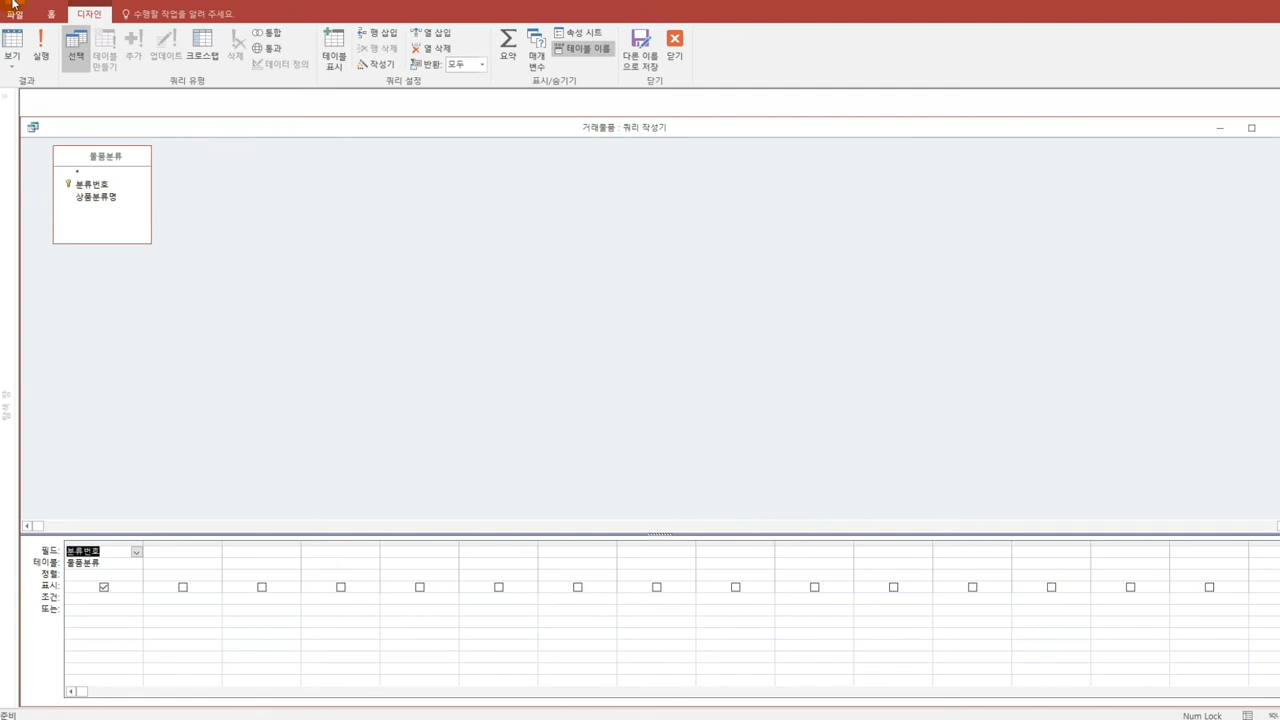 파일 홈 디자인 수행할 작업을 알려 주세요.
보기 실행 선택 테이블 만들기 추가 업데이트 크로스탭 삭제 통합 통과 데이터 정의
테이블 표시 행 삽입 행 삭제 작성기 열 삽입 열 삭제 반환: 모두
요약 매개 변수 속성 시트 테이블 이름 다른 이름으로 저장 닫기
결과 쿼리 유형 쿼리 설정 표시/숨기기 닫기
거래물품 : 쿼리 작성기
물품분류
*
분류번호
상품분류명
탐색 창
필드: 분류번호
테이블: 물품분류
정렬:
표시:
조건:
또는:
준비 Num Lock